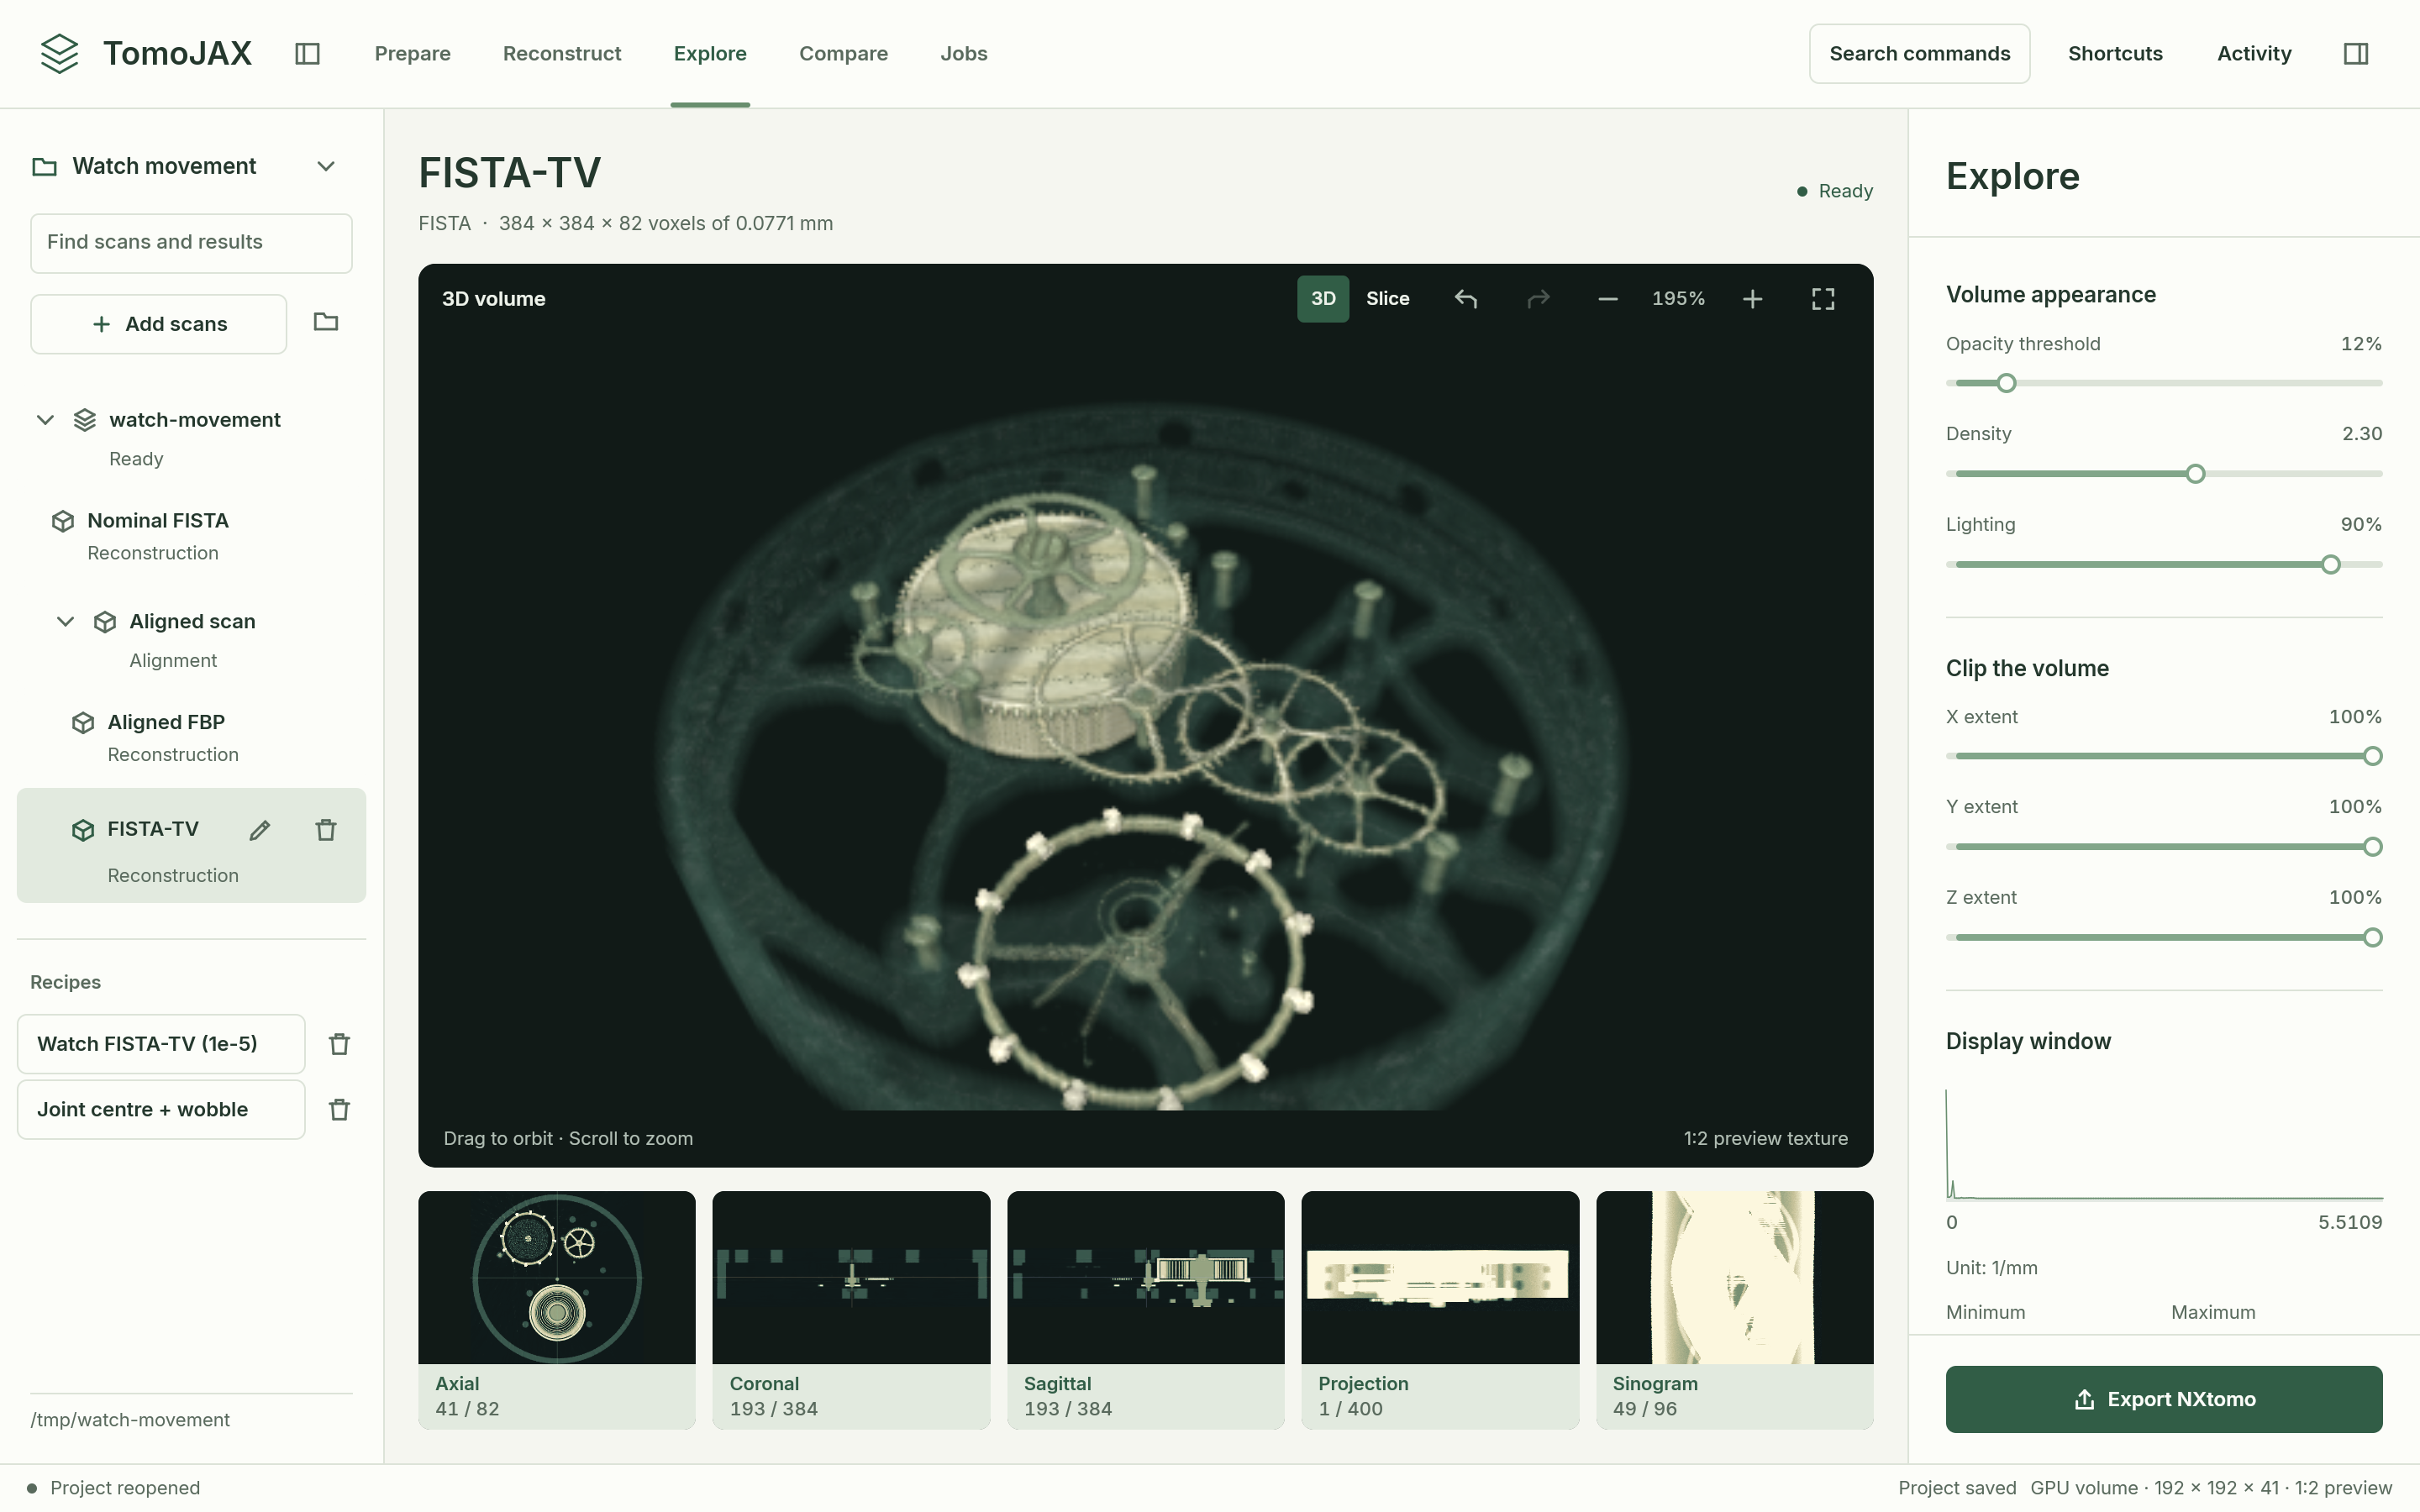 TomoJAX
Prepare
Reconstruct
Explore
Compare
Jobs
Search commands
Shortcuts
Activity
Watch movement
Find scans and results
Add scans
watch-movement
Ready
Nominal FISTA
Reconstruction
Aligned scan
Alignment
Aligned FBP
Reconstruction
FISTA-TV
Reconstruction
Recipes
Watch FISTA-TV (1e-5)
Joint centre + wobble
/tmp/watch-movement
FISTA-TV
FISTA · 384 × 384 × 82 voxels of 0.0771 mm
Ready
3D volume
3D
Slice
195%
Drag to orbit · Scroll to zoom
1:2 preview texture
Axial
41 / 82
Coronal
193 / 384
Sagittal
193 / 384
Projection
1 / 400
Sinogram
49 / 96
Explore
Volume appearance
Opacity threshold 12%
Density 2.30
Lighting 90%
Clip the volume
X extent 100%
Y extent 100%
Z extent 100%
Display window
0 5.5109
Unit: 1/mm
Minimum Maximum
Export NXtomo
Project reopened
Project saved GPU volume · 192 × 192 × 41 · 1:2 preview